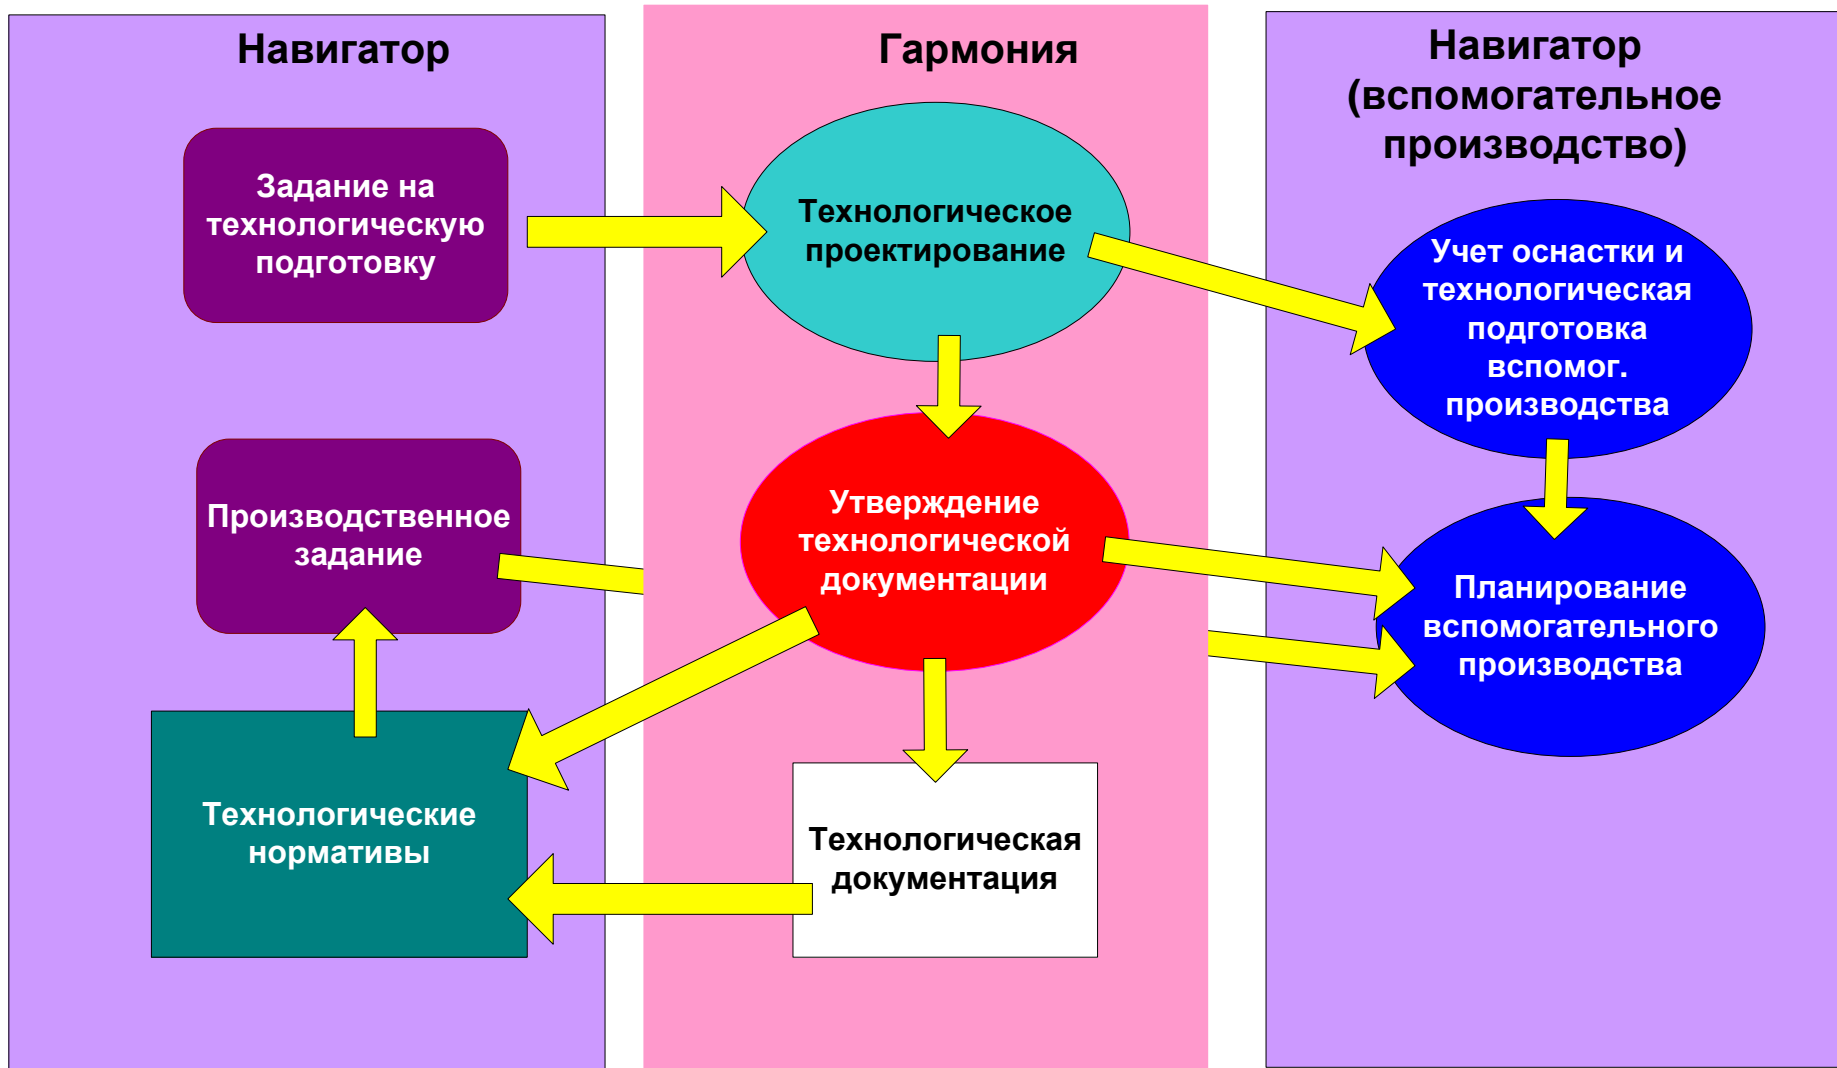 Навигатор
Задание на
технологическую
подготовку
Производственное
задание
Технологические
нормативы
Гармония
Технологическое
проектирование
Утверждение
технологической
документации
Технологическая
документация
Навигатор
(вспомогательное
производство)
Учет оснастки и
технологическая
подготовка
вспомог.
производства
Планирование
вспомогательного
производства